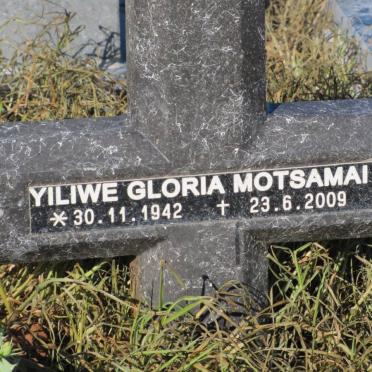 YILIWE GLORIA MOTSAMAI
* 30.11.1942 † 23.6.2009